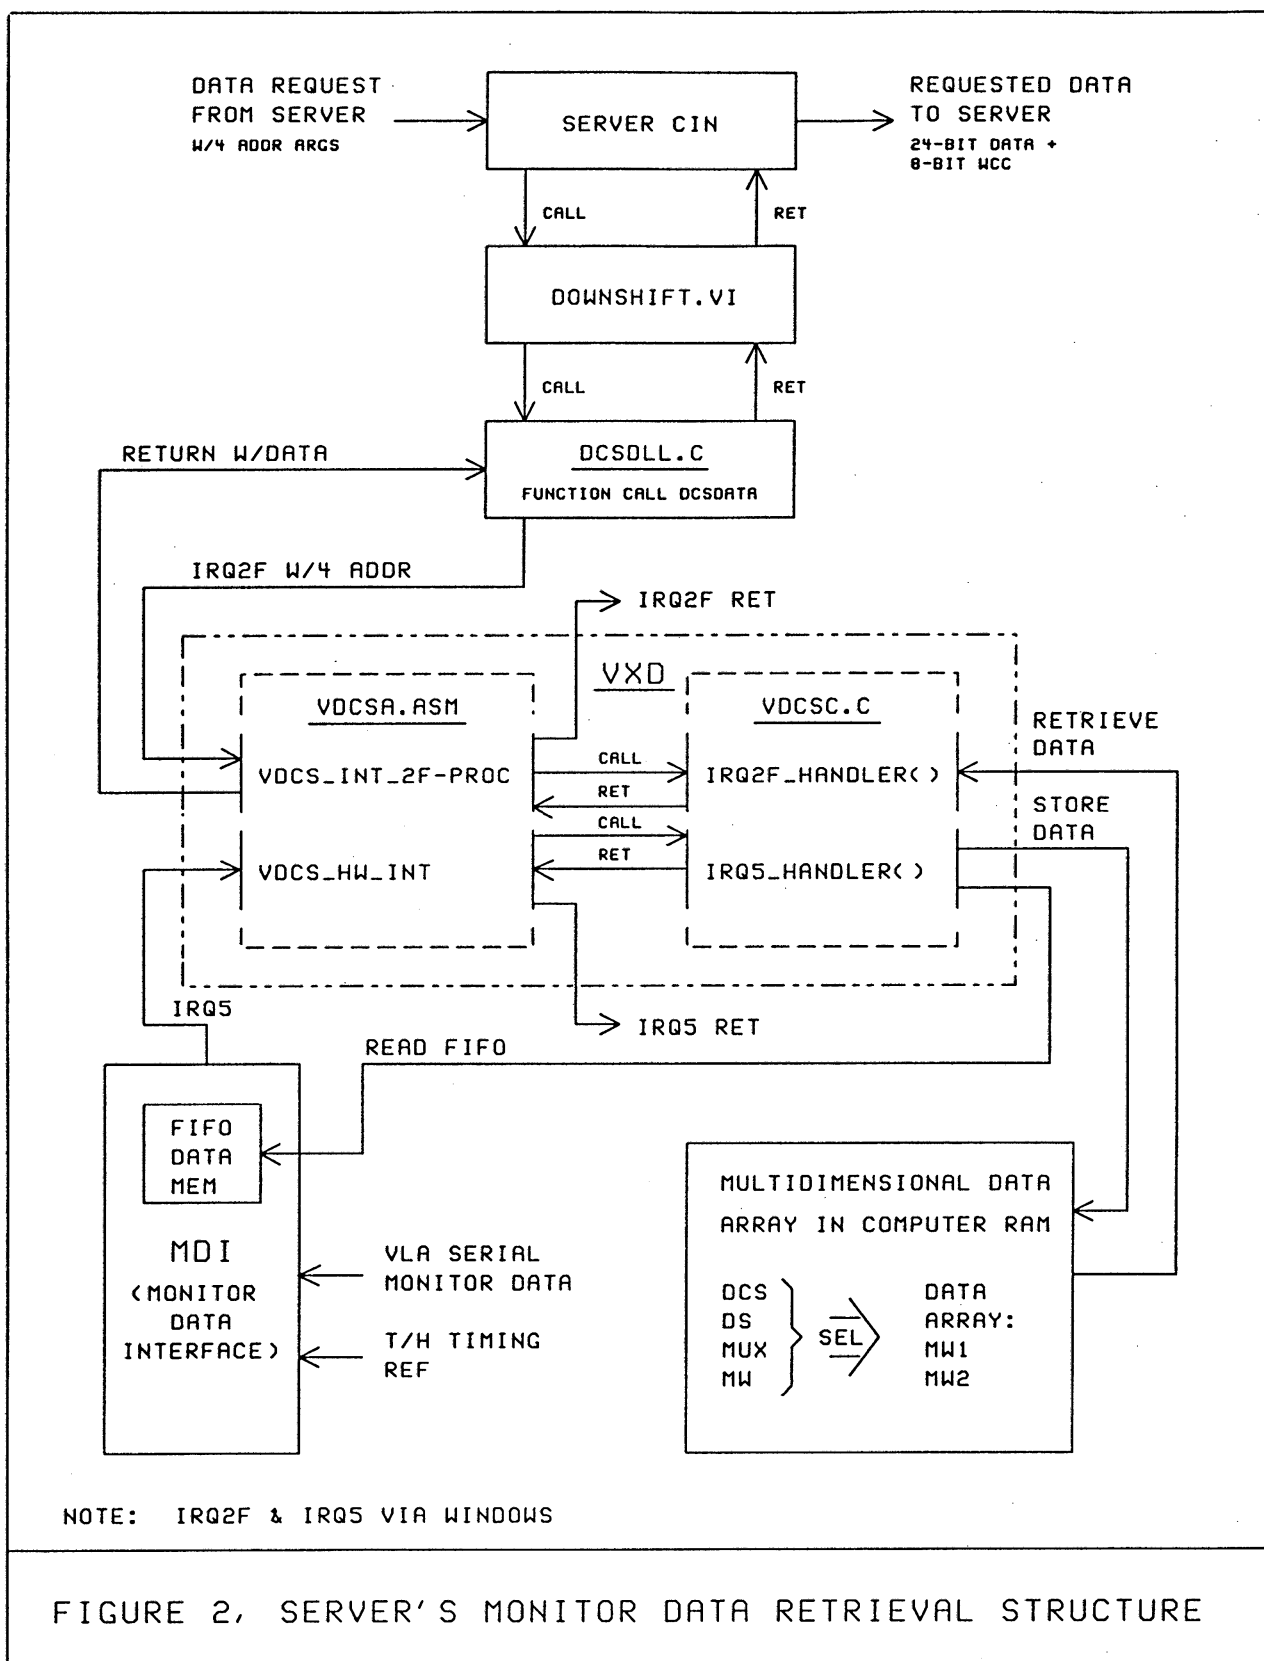 DATA REQUEST
FROM SERVER
W/4 ADDR ARGS
SERVER CIN
REQUESTED DATA
TO SERVER
24-BIT DATA +
8-BIT WCC
CALL
RET
DOWNSHIFT.VI
CALL
RET
RETURN W/DATA
DCSDLL.C
FUNCTION CALL DCSDATA
IRQ2F W/4 ADDR
IRQ2F RET
VXD
VDCSA.ASM
VDCSC.C
RETRIEVE
DATA
VDCS_INT_2F-PROC
CALL
RET
IRQ2F_HANDLER()
STORE
DATA
CALL
RET
VDCS_HW_INT
IRQ5_HANDLER()
IRQ5
IRQ5 RET
READ FIFO
FIFO
DATA
MEM
MDI
(MONITOR
DATA
INTERFACE)
VLA SERIAL
MONITOR DATA
T/H TIMING
REF
MULTIDIMENSIONAL DATA
ARRAY IN COMPUTER RAM
DCS
DS
MUX
MW
SEL
DATA
ARRAY:
MW1
MW2
NOTE: IRQ2F & IRQ5 VIA WINDOWS
FIGURE 2, SERVER'S MONITOR DATA RETRIEVAL STRUCTURE